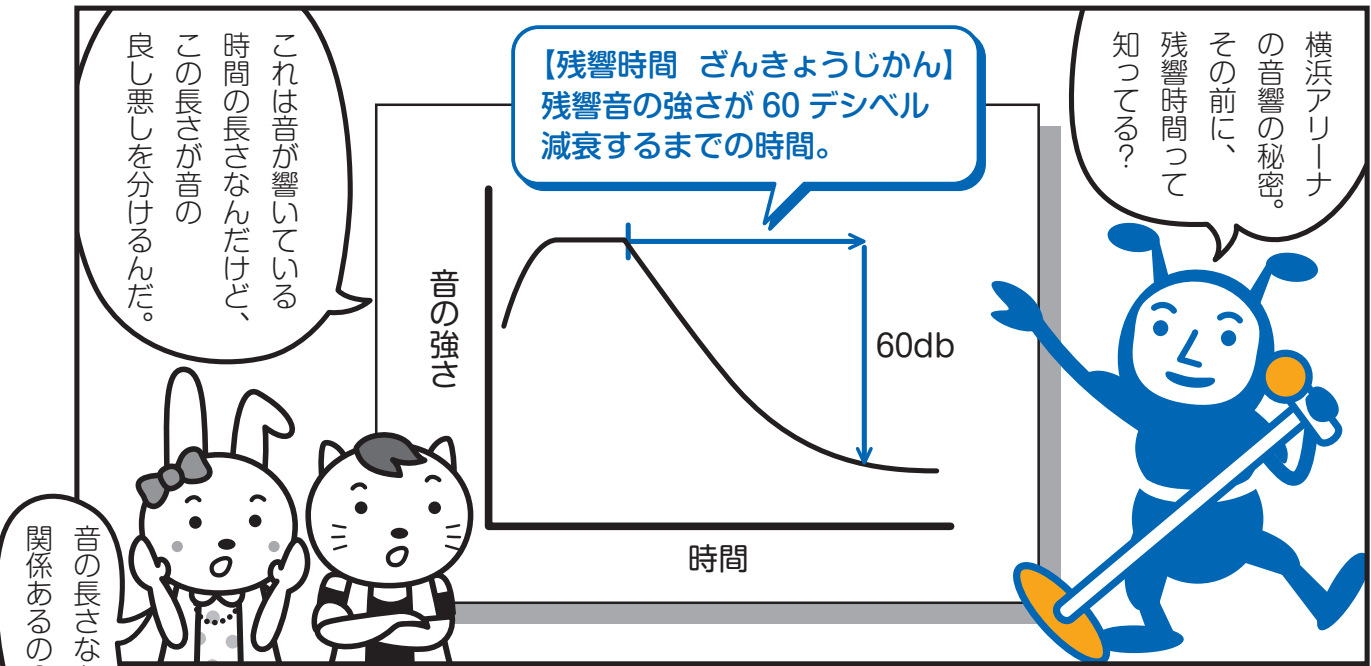 横浜アリーナ
の音響の秘密。
その前に、
残響時間って
知ってる?
【残響時間 ざんきょうじかん】
残響音の強さが 60 デシベル
減衰するまでの時間。
これは音が響いている
時間の長さなんだけど、
この長さが音の
良し悪しを分けるんだ。
音の強さ
60db
時間
音の長さな
関係あるの